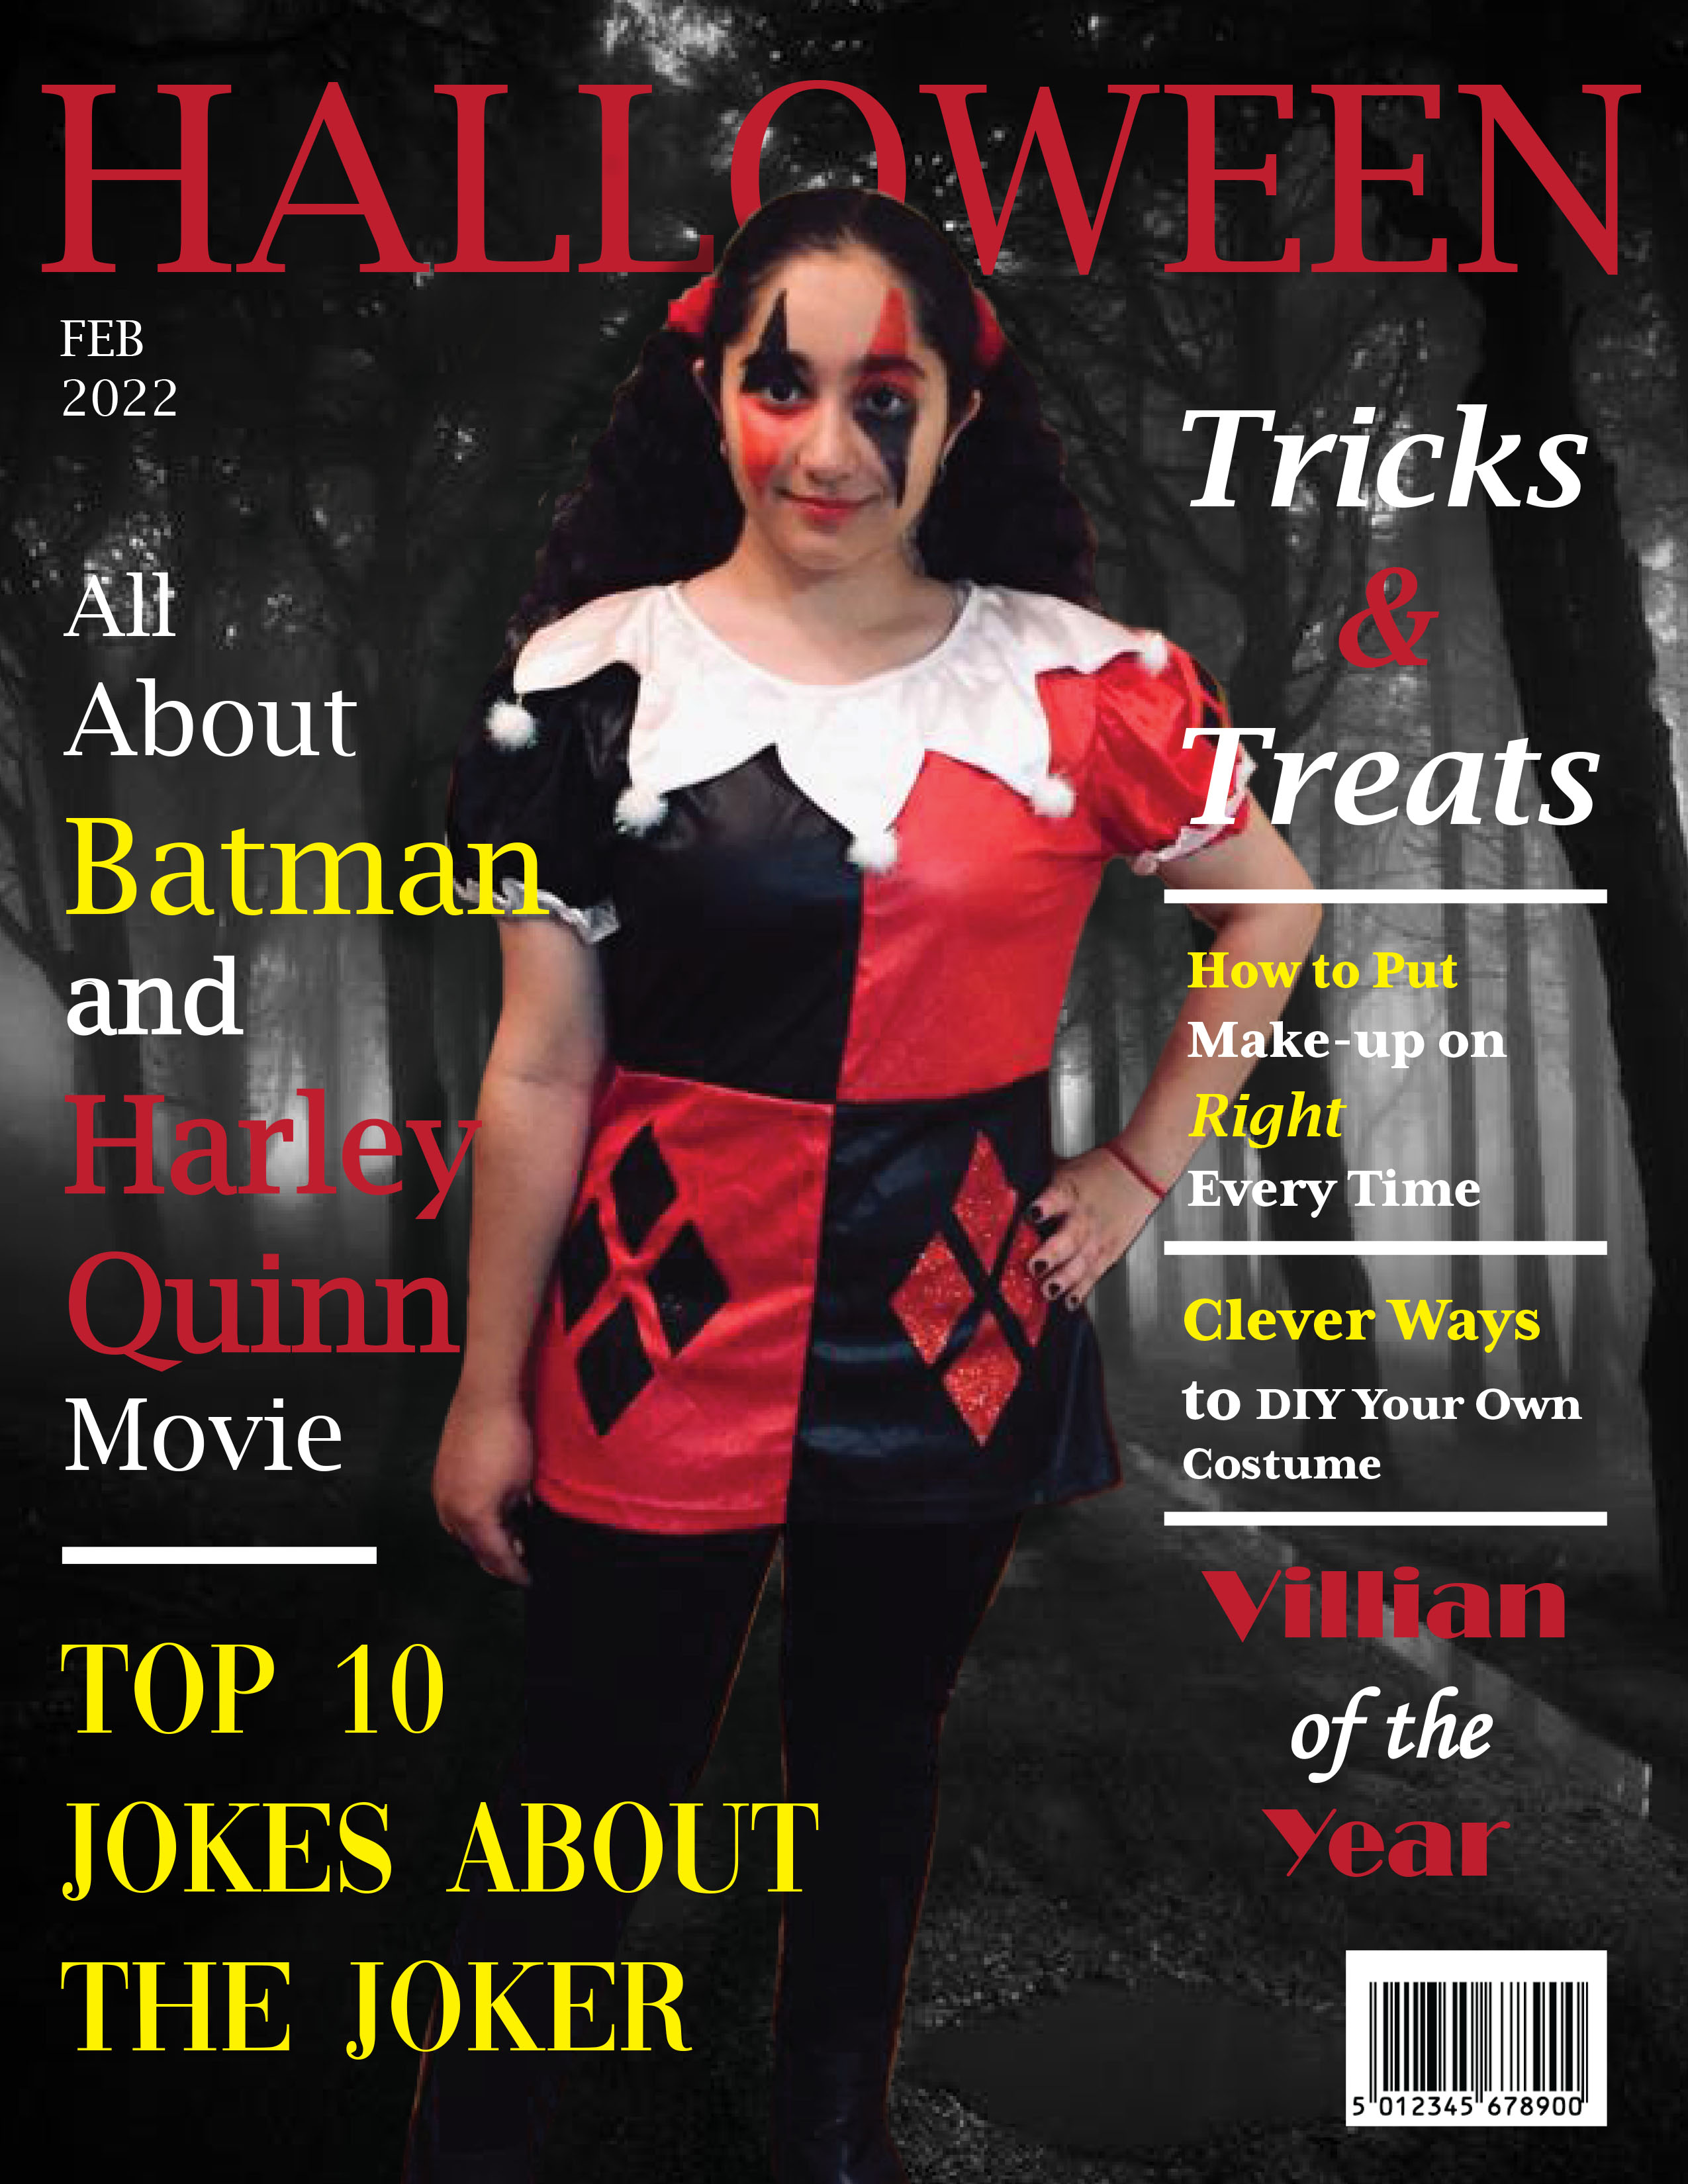 HALLOWEEN
FEB
2022
All
About
Batman
and
Harley
Quinn
Movie
TOP 10
JOKES ABOUT
THE JOKER
Tricks
&
Treats
How to Put
Make-up on
Right
Every Time
Clever Ways
to DIY Your Own
Costume
Villian
of the
Year
5 012345 678900